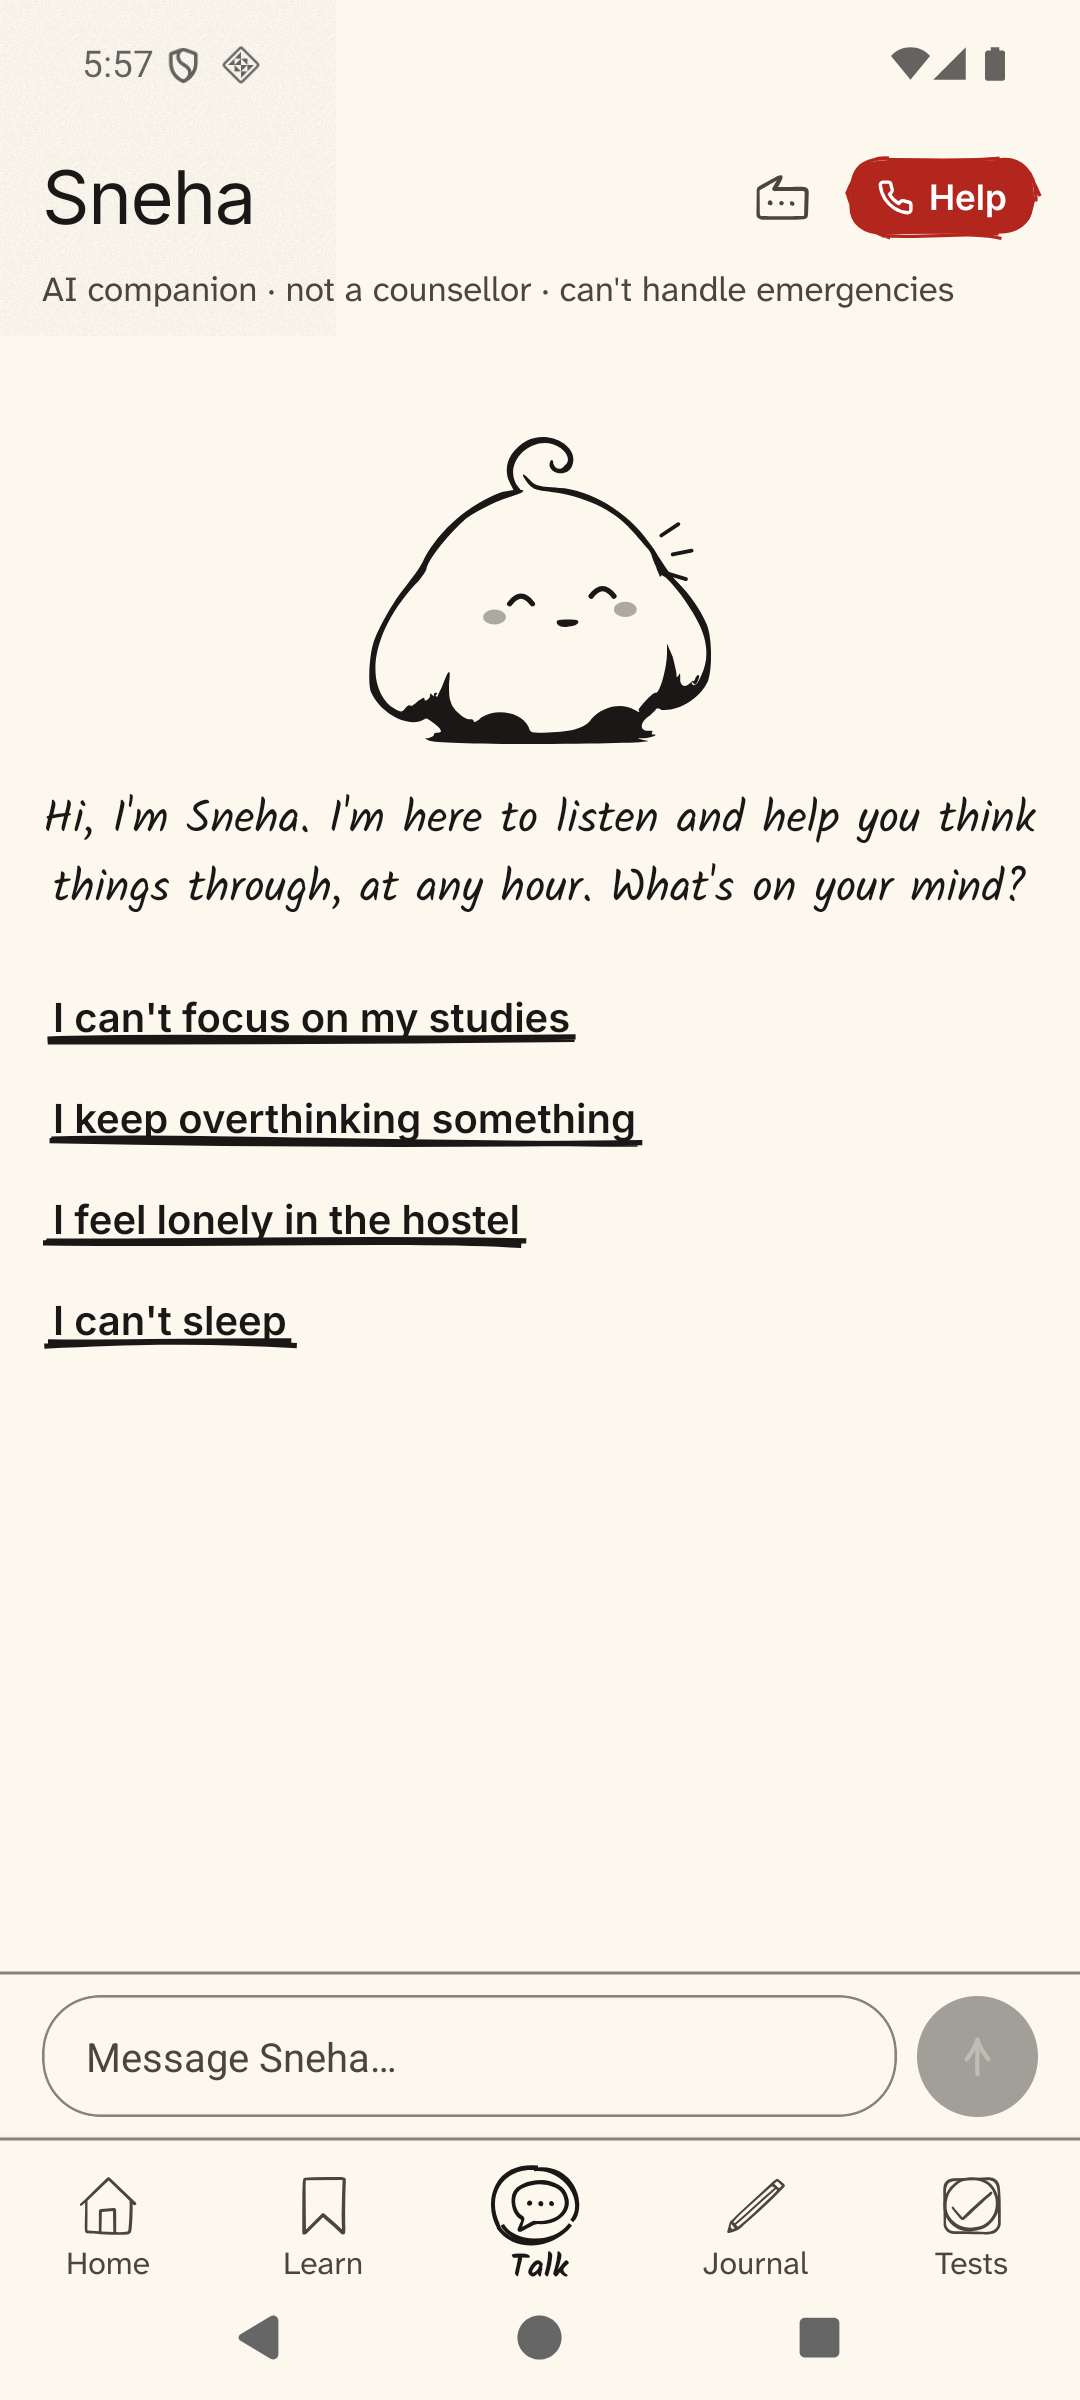 5:57
Sneha
Help
AI companion · not a counsellor · can't handle emergencies
Hi, I'm Sneha. I'm here to listen and help you think
things through, at any hour. What's on your mind?
I can't focus on my studies
I keep overthinking something
I feel lonely in the hostel
I can't sleep
Message Sneha…
Home
Learn
Talk
Journal
Tests